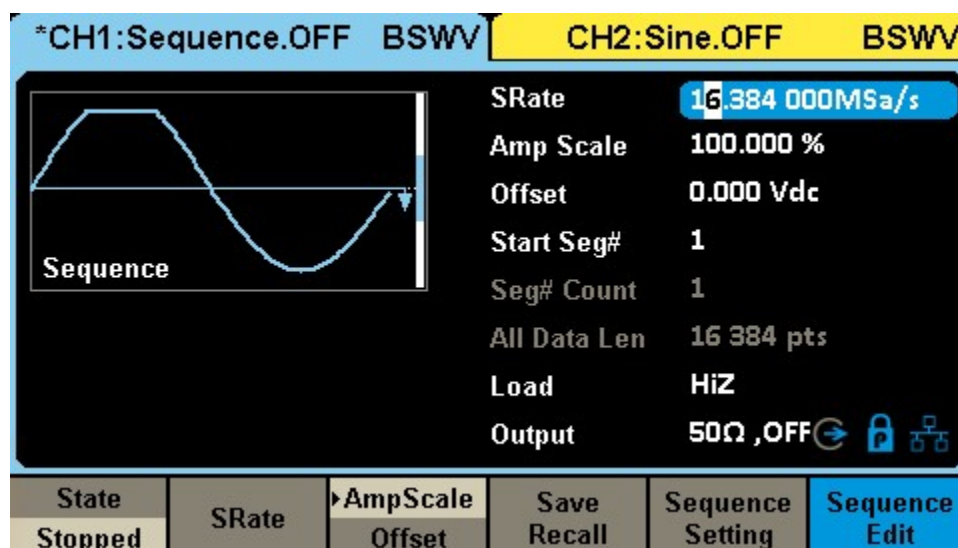 *CH1:Sequence.OFF BSWV CH2:Sine.OFF BSWV
SRate 16.384 000MSa/s
Amp Scale 100.000 %
Offset 0.000 Vdc
Start Seg# 1
Sequence
Seg# Count 1
All Data Len 16 384 pts
Load HiZ
Output 50Ω ,OFF P
State SRate AmpScale Save Sequence Sequence
Stopped Offset Recall Setting Edit